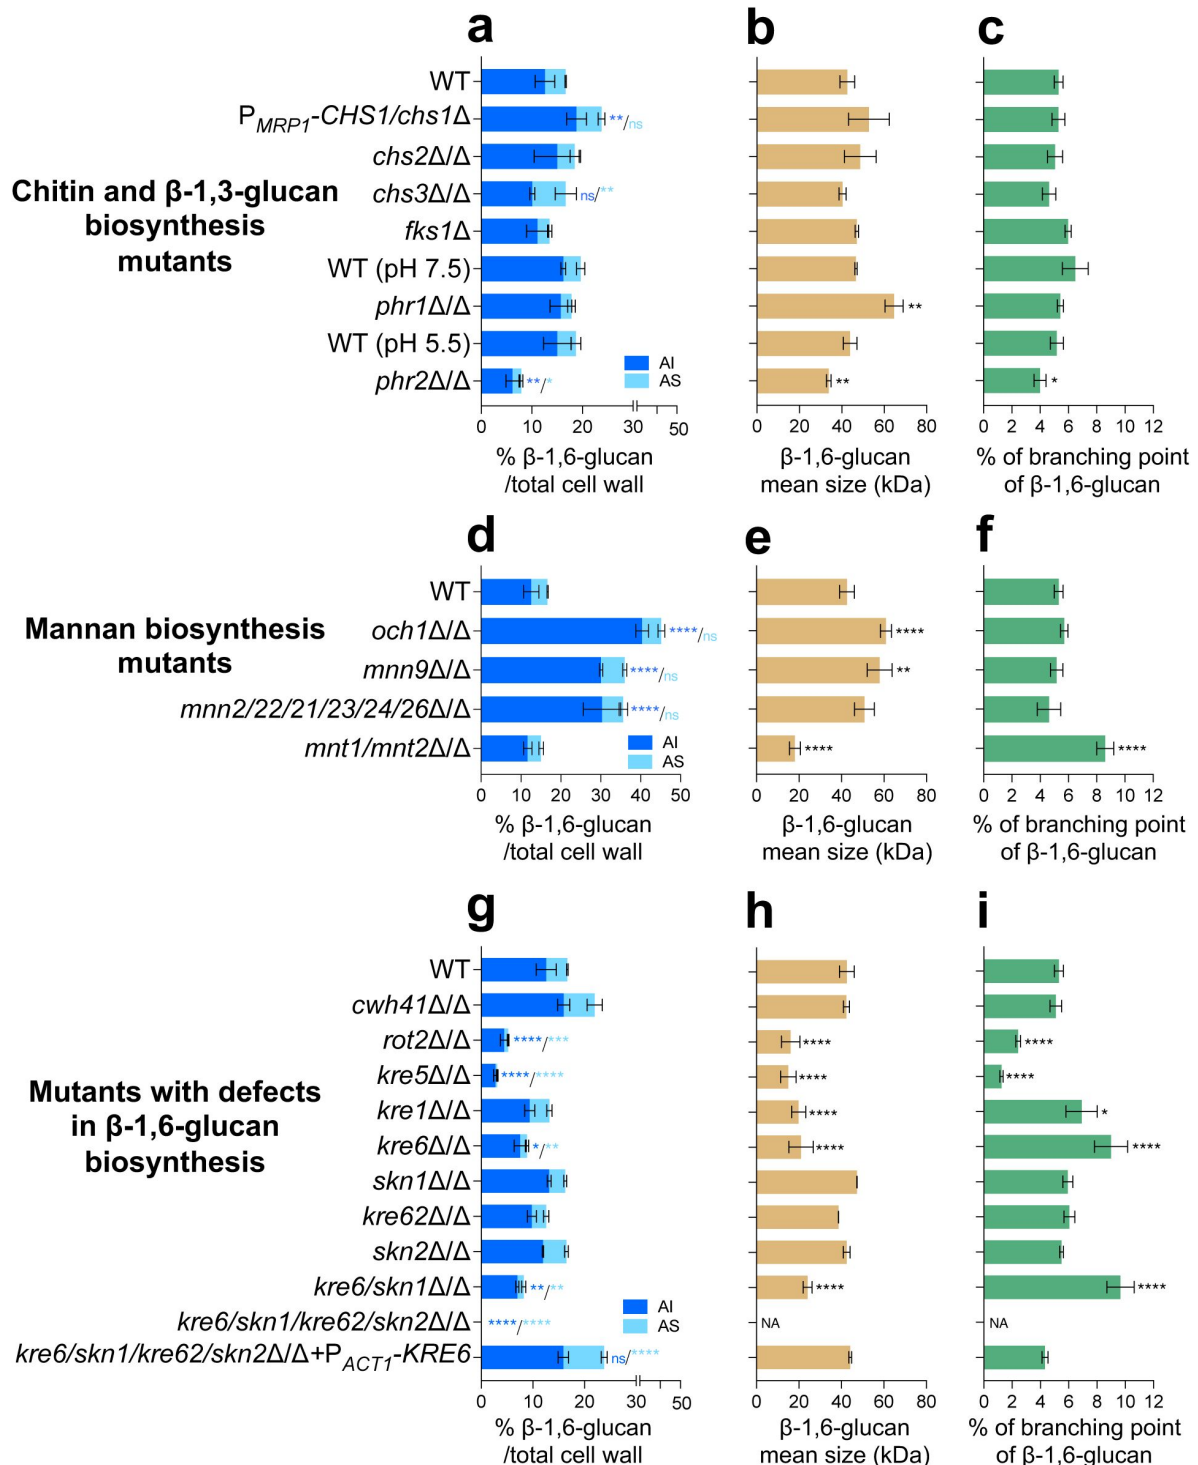 a
b
c
Chitin and β-1,3-glucan
biosynthesis
mutants
WT
P_MRP1-CHS1/chs1Δ
**/ns
chs2Δ/Δ
chs3Δ/Δ
ns/**
fks1Δ
WT (pH 7.5)
phr1Δ/Δ
**
WT (pH 5.5)
phr2Δ/Δ
**/*
**
*
AI
AS
0 10 20 30 50
0 20 40 60 80
0 2 4 6 8 10 12
% β-1,6-glucan
/total cell wall
β-1,6-glucan
mean size (kDa)
% of branching point
of β-1,6-glucan
d
e
f
Mannan biosynthesis
mutants
WT
och1Δ/Δ
****/ns
****
mnn9Δ/Δ
****/ns
**
mnn2/22/21/23/24/26Δ/Δ
****/ns
mnt1/mnt2Δ/Δ
****
****
AI
AS
0 10 20 30 40 50
0 20 40 60 80
0 2 4 6 8 10 12
% β-1,6-glucan
/total cell wall
β-1,6-glucan
mean size (kDa)
% of branching point
of β-1,6-glucan
g
h
i
Mutants with defects
in β-1,6-glucan
biosynthesis
WT
cwh41Δ/Δ
rot2Δ/Δ
****/***
****
****
kre5Δ/Δ
****/****
****
****
kre1Δ/Δ
****
*
kre6Δ/Δ
*/**
****
****
skn1Δ/Δ
kre62Δ/Δ
skn2Δ/Δ
kre6/skn1Δ/Δ
**/**
****
****
kre6/skn1/kre62/skn2Δ/Δ
****/****
NA
NA
kre6/skn1/kre62/skn2Δ/Δ+P_ACT1-KRE6
ns/****
AI
AS
0 10 20 30 50
0 20 40 60 80
0 2 4 6 8 10 12
% β-1,6-glucan
/total cell wall
β-1,6-glucan
mean size (kDa)
% of branching point
of β-1,6-glucan